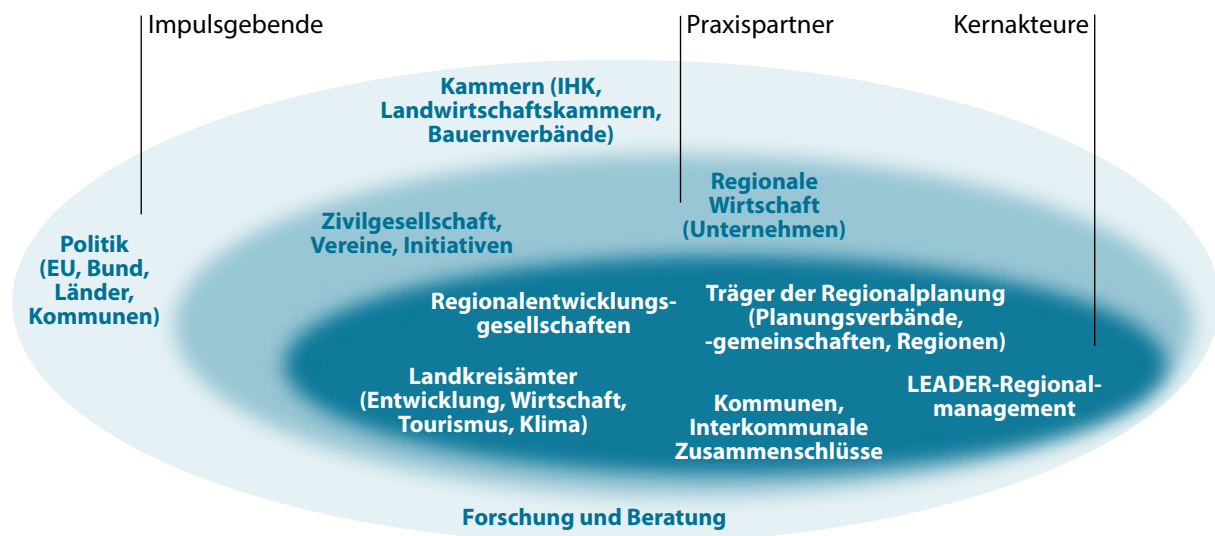 Impulsgebende
Praxispartner
Kernakteure
Kammern (IHK,
Landwirtschaftskammern,
Bauernverbände)
Regionale
Wirtschaft
(Unternehmen)
Zivilgesellschaft,
Vereine, Initiativen
Politik
(EU, Bund,
Länder,
Kommunen)
Regionalentwicklungs-
gesellschaften
Träger der Regionalplanung
(Planungsverbände,
-gemeinschaften, Regionen)
Landkreisämter
(Entwicklung, Wirtschaft,
Tourismus, Klima)
Kommunen,
Interkommunale
Zusammenschlüsse
LEADER-Regional-
management
Forschung und Beratung